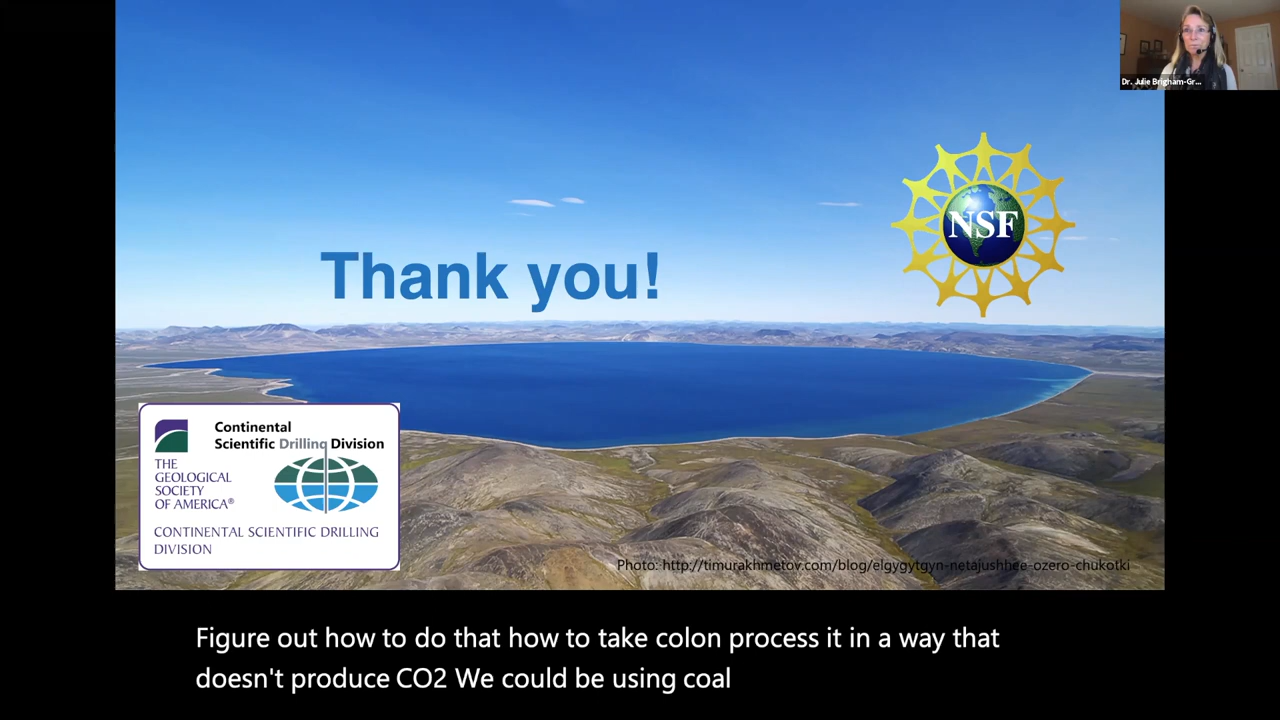 Dr. Julie Brigham-Gr...
NSF
Thank you!
Continental
Scientific Drilling Division
THE
GEOLOGICAL
SOCIETY
OF AMERICA®
CONTINENTAL SCIENTIFIC DRILLING
DIVISION
Photo: http://timurakhmetov.com/blog/elgygytgyn-netajushhee-ozero-chukotki
Figure out how to do that how to take colon process it in a way that
doesn't produce CO2 We could be using coal